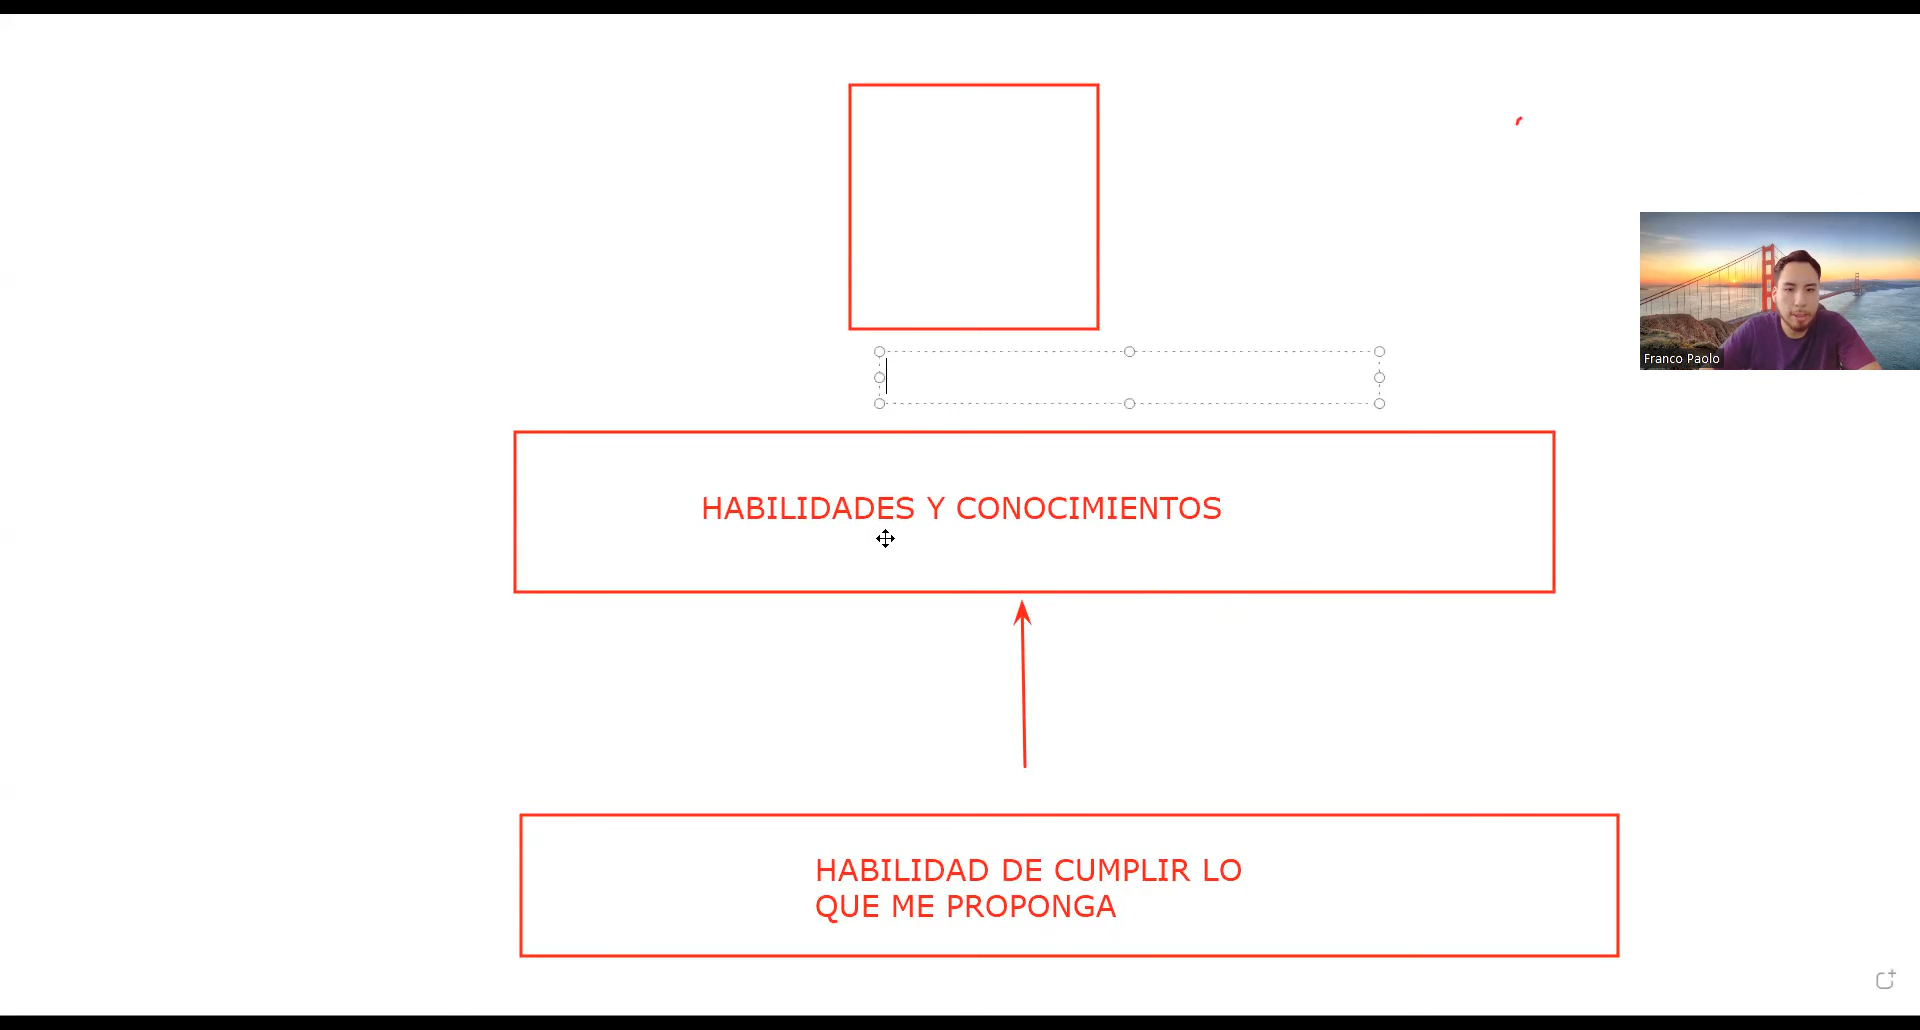 Franco Paolo
HABILIDADES Y CONOCIMIENTOS
HABILIDAD DE CUMPLIR LO
QUE ME PROPONGA